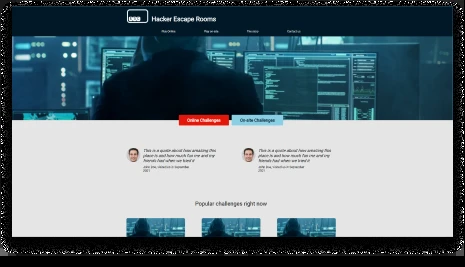 Hacker Escape Rooms
Play Online
Play on-site
The story
Contact us
Online Challenges
On-site Challenges
This is a quote about how amazing this
place is and how much fun me and my
friends had when we tried it
This is a quote about how amazing this
place is and how much fun me and my
friends had when we tried it
2021
2021
Popular challenges right now